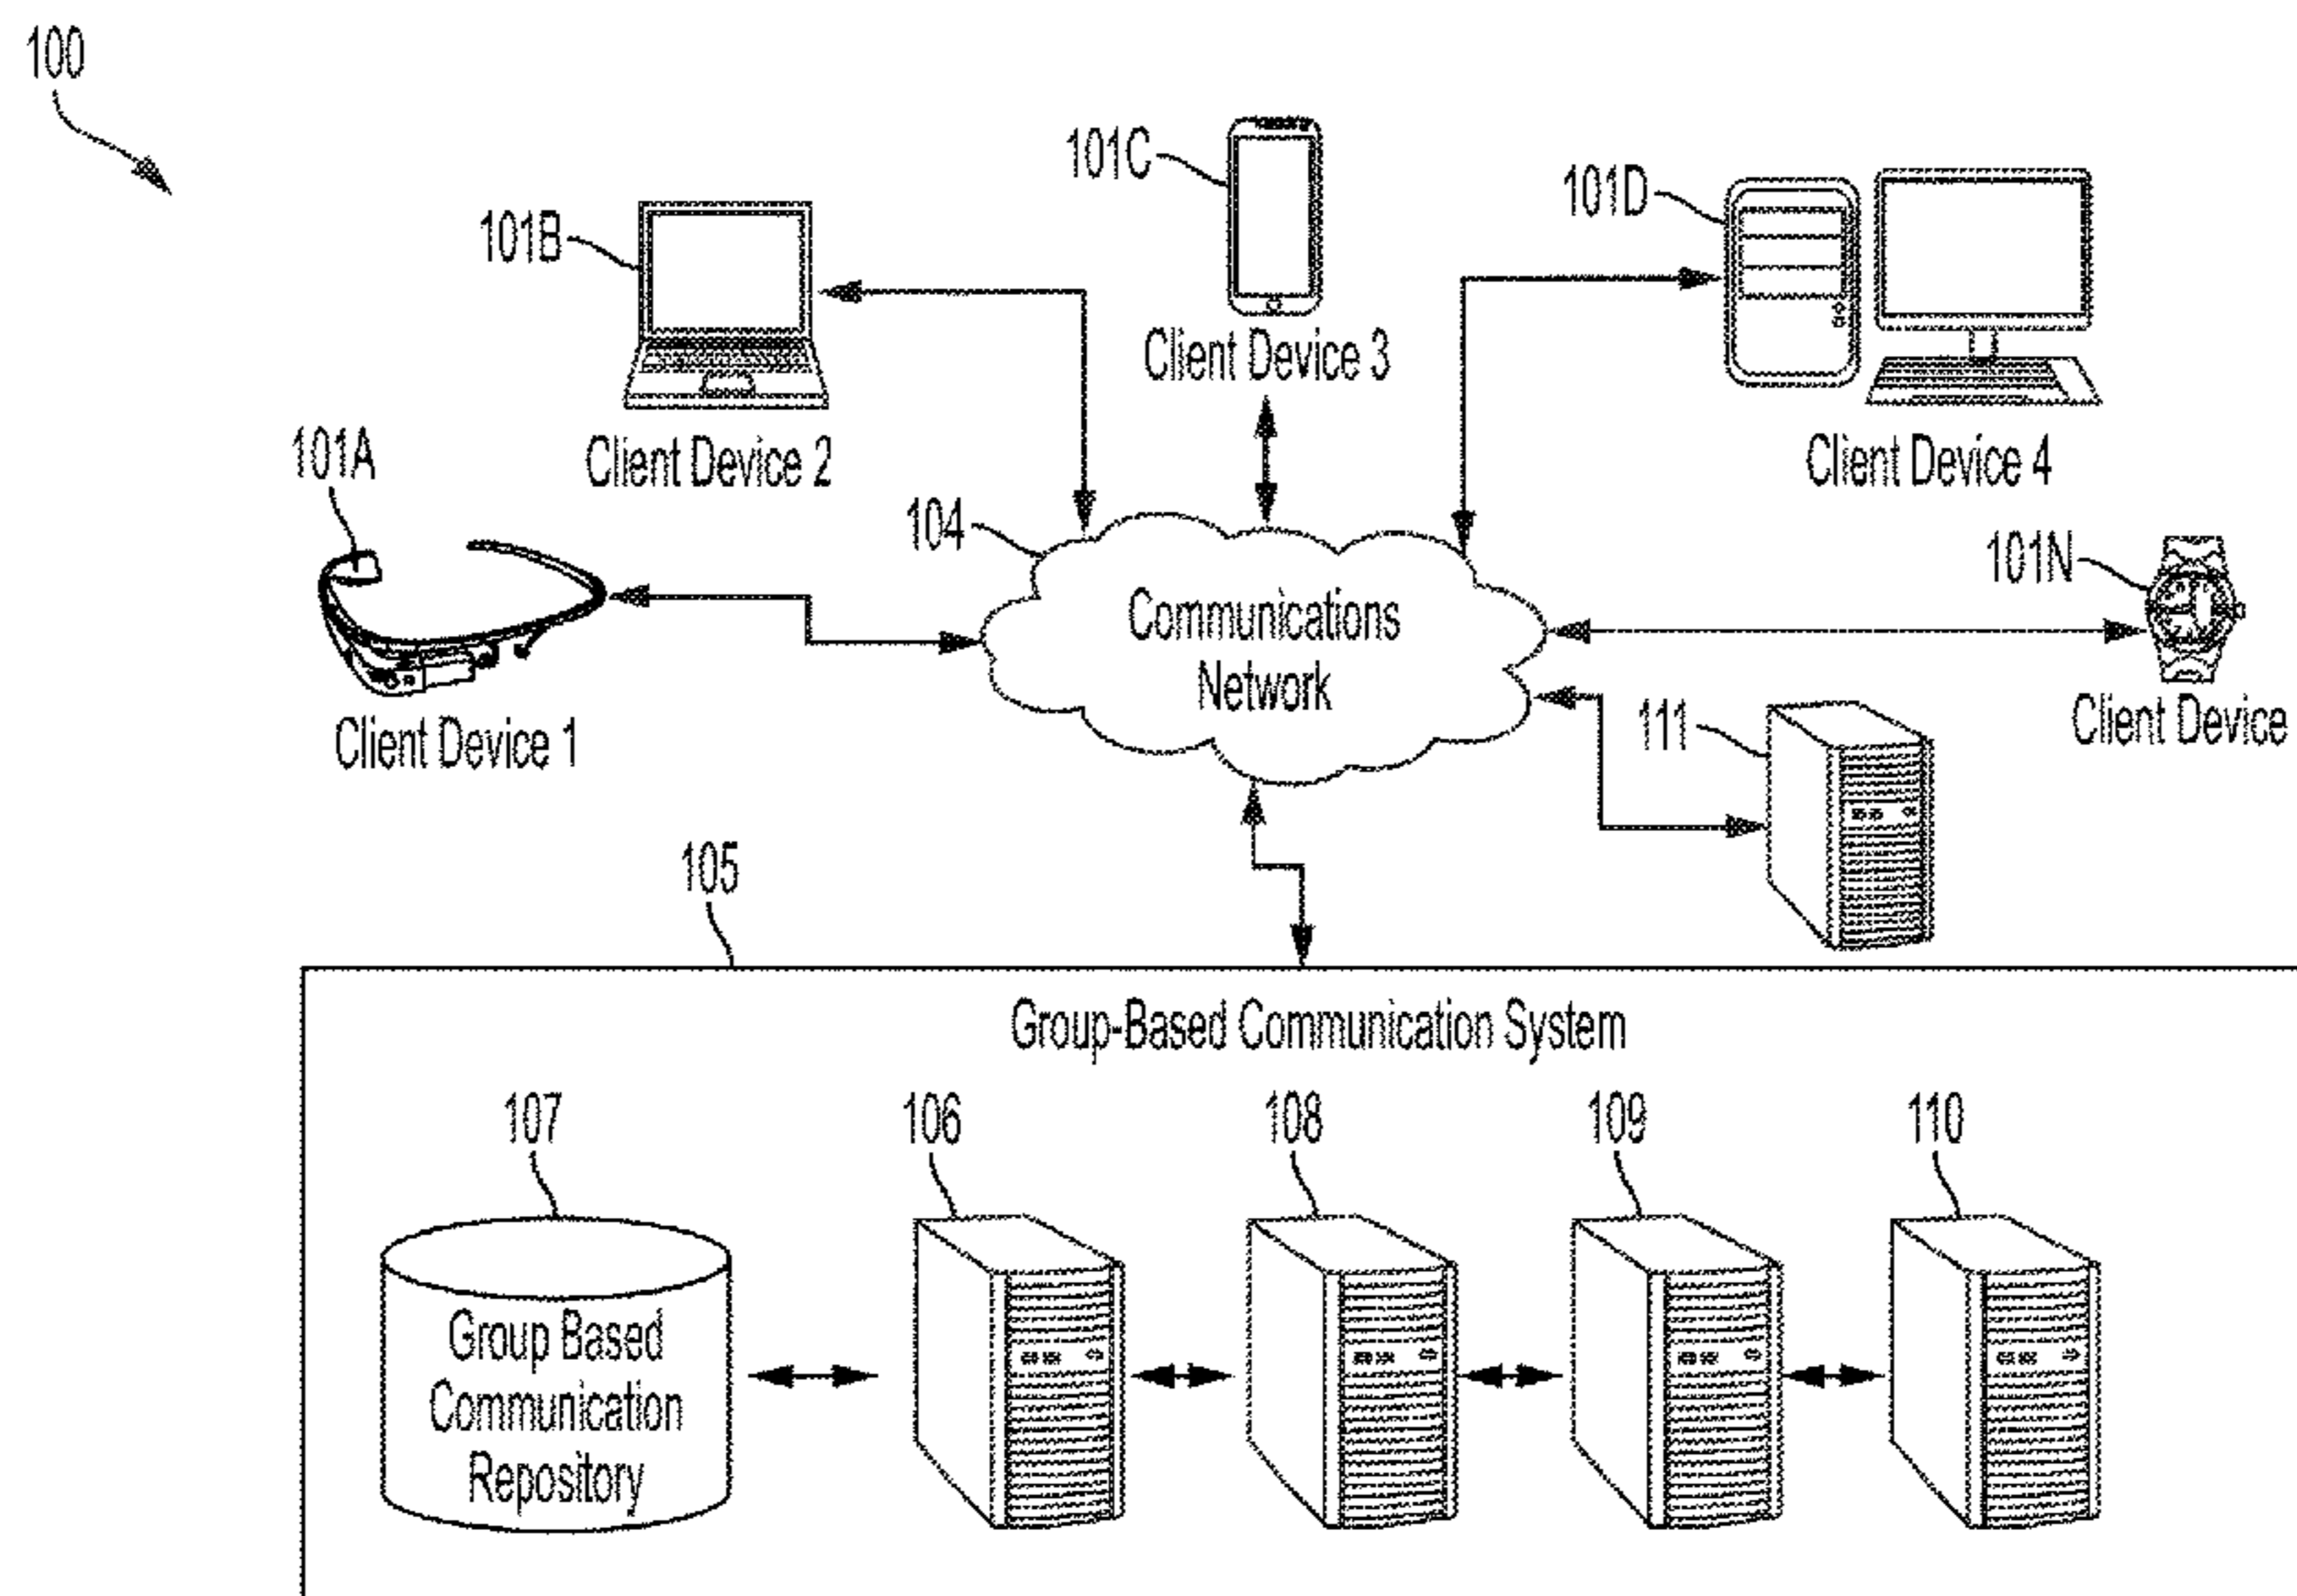 100
101C
101D
101B
Client Device 3
101A
Client Device 2
Client Device 4
104
101N
Communications
Network
Client Device 1
111
Client Device
105
Group-Based Communication System
107
106
108
109
110
Group Based
Communication
Repository